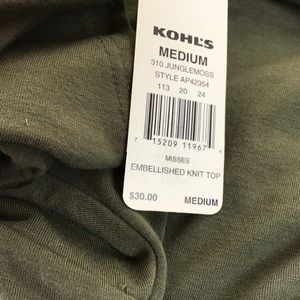 KOHL'S
MEDIUM
310 JUNGLEMOSS
STYLE AP42354
113 20 24
7 15209 11967 4
MISSES
EMBELLISHED KNIT TOP
$30.00 MEDIUM